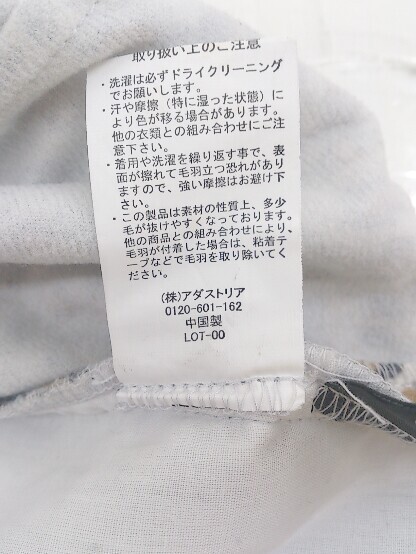 取り扱い上のご注意
・洗濯は必ずドライクリーニング
でお願いします。
・汗や摩擦（特に湿った状態）に
より色が移る場合があります。
他の衣類との組み合わせにご注
意下さい。
・着用や洗濯を繰り返す事で、表
面が擦れて毛羽立つ恐れがあり
ますので、強い摩擦はお避け下
さい。
・この製品は素材の性質上、多少
毛が抜けやすくなっております。
他の商品との組み合わせにより、
毛羽が付着した場合は、粘着テ
ープなどで毛羽を取り除いてく
ださい。
(株)アダストリア
0120-601-162
中国製
LOT-00